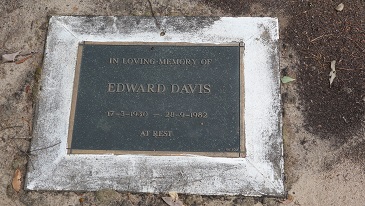 IN LOVING MEMORY OF
EDWARD DAVIS
17-3-1930 — 28-9-1982
AT REST